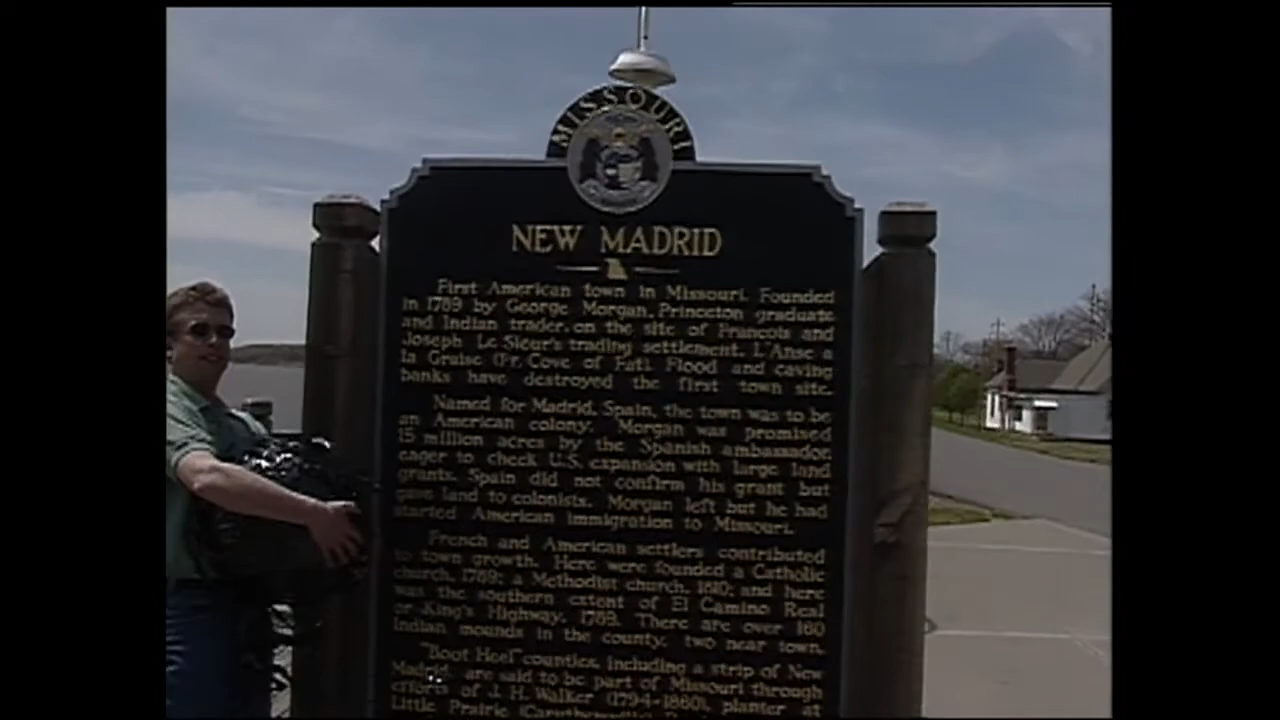 MISSOURI
NEW MADRID
First American town in Missouri. Founded
in 1789 by George Morgan, Princeton graduate
and Indian trader, on the site of Francois and
Joseph Le Sieur's trading settlement, L'Anse a
la Graise (Fr. Cove of Fat). Flood and caving
banks have destroyed the first town site.
Named for Madrid, Spain, the town was to be
an American colony. Morgan was promised
15 million acres by the Spanish ambassador,
eager to check U.S. expansion with large land
grants. Spain did not confirm his grant but
gave land to colonists. Morgan left but he had
started American immigration to Missouri.
French and American settlers contributed
to town growth. Here were founded a Catholic
church, 1789; a Methodist church, 1810; and here
was the southern extent of El Camino Real
or King's Highway, 1789. There are over 160
Indian mounds in the county, two near town.
"Boot Heel" counties, including a strip of New
Madrid, are said to be part of Missouri through
efforts of J. H. Walker (1794-1860), planter at
Little Prairie (Caruthersville)